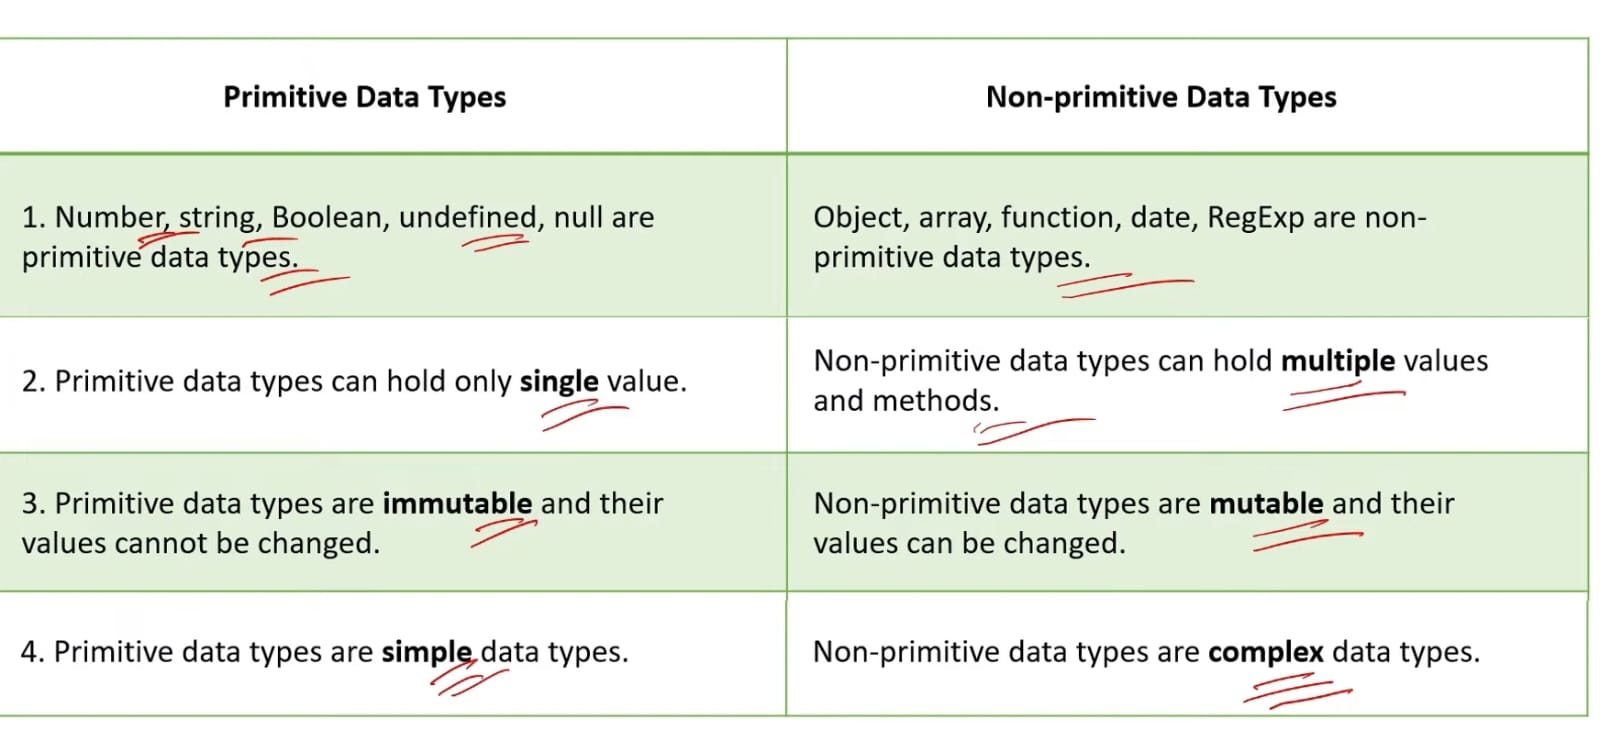 Primitive Data Types
Non-primitive Data Types
1. Number, string, Boolean, undefined, null are
primitive data types.
Object, array, function, date, RegExp are non-
primitive data types.
2. Primitive data types can hold only single value.
Non-primitive data types can hold multiple values
and methods.
3. Primitive data types are immutable and their
values cannot be changed.
Non-primitive data types are mutable and their
values can be changed.
4. Primitive data types are simple data types.
Non-primitive data types are complex data types.